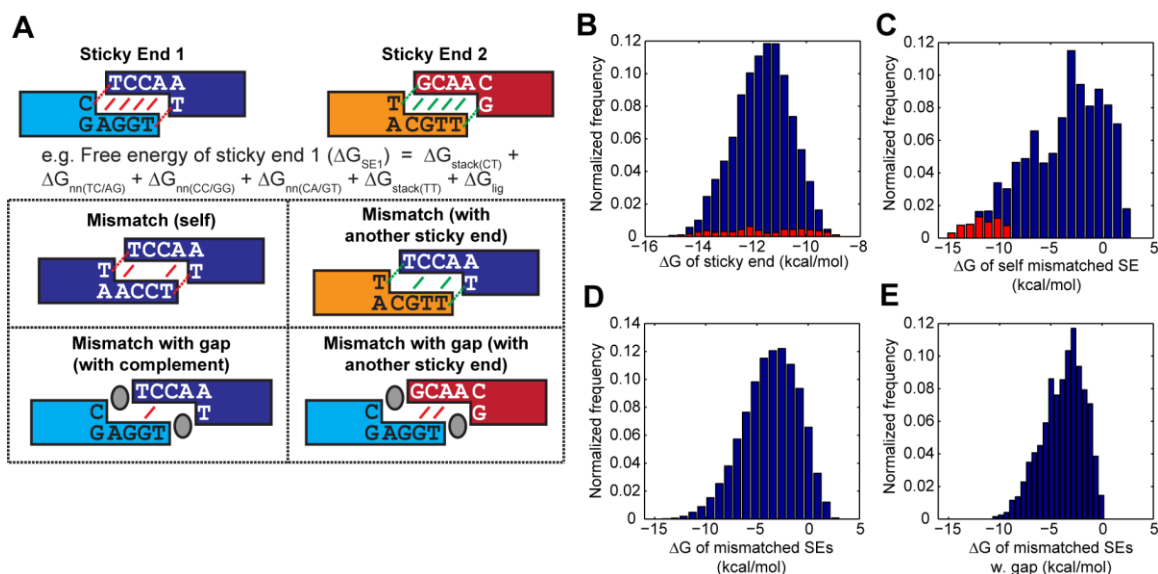 A
Sticky End 1
Sticky End 2
TCCAA
C T
GAGGT
GCAAC
T G
ACGTT
e.g. Free energy of sticky end 1 (ΔG_SE1) = ΔG_stack(CT) +
ΔG_nn(TC/AG) + ΔG_nn(CC/GG) + ΔG_nn(CA/GT) + ΔG_stack(TT) + ΔG_lig
Mismatch (self)
TCCAA
T T
AACCT
Mismatch (with
another sticky end)
TCCAA
T T
ACGTT
Mismatch with gap
(with complement)
TCCAA
C T
GAGGT
Mismatch with gap (with
another sticky end)
GCAAC
C G
GAGGT
B
Normalized frequency
0.12
0.10
0.08
0.06
0.04
0.02
0
−16 −14 −12 −10 −8
ΔG of sticky end (kcal/mol)
C
Normalized frequency
0.12
0.10
0.08
0.06
0.04
0.02
0
−15 −10 −5 0 5
ΔG of self mismatched SE
(kcal/mol)
D
Normalized frequency
0.14
0.12
0.10
0.08
0.06
0.04
0.02
0
−15 −10 −5 0 5
ΔG of mismatched SEs
(kcal/mol)
E
Normalized frequency
0.12
0.10
0.08
0.06
0.04
0.02
0
−15 −10 −5 0 5
ΔG of mismatched SEs
w. gap (kcal/mol)